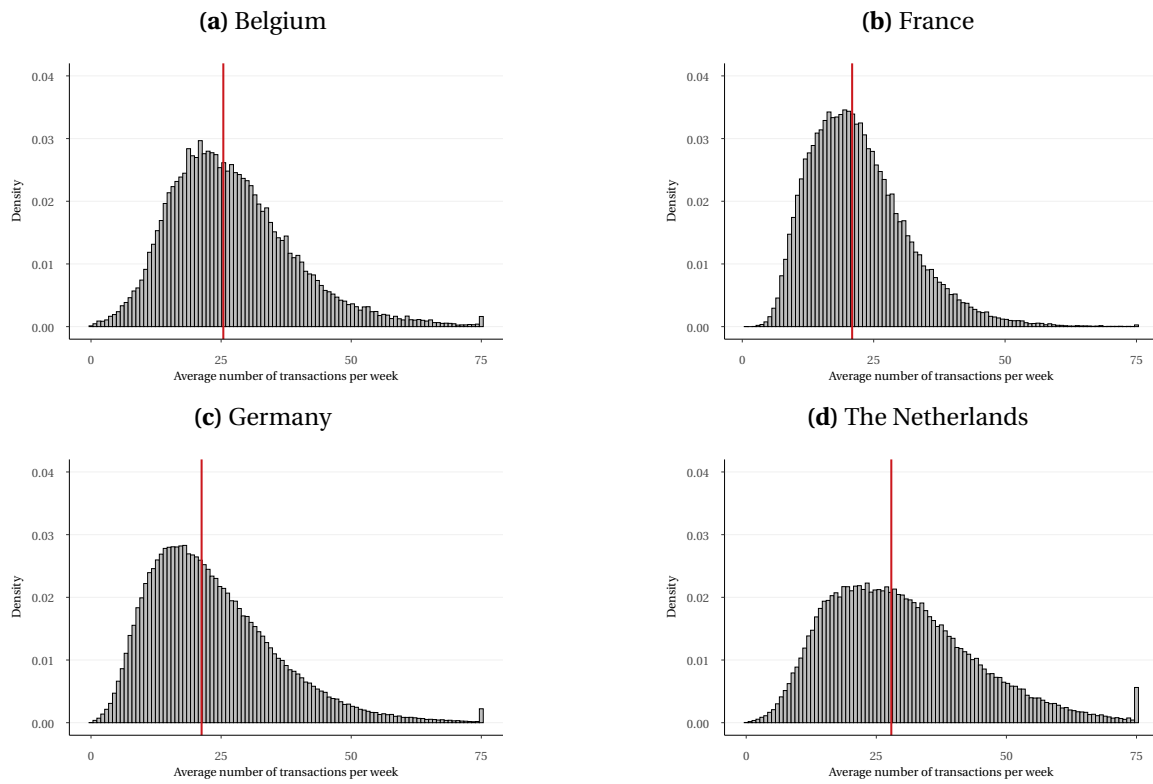 (a) Belgium
0.04
0.03
0.02
0.01
0.00
Density
0 25 50 75
Average number of transactions per week
(b) France
0.04
0.03
0.02
0.01
0.00
Density
0 25 50 75
Average number of transactions per week
(c) Germany
0.04
0.03
0.02
0.01
0.00
Density
0 25 50 75
Average number of transactions per week
(d) The Netherlands
0.04
0.03
0.02
0.01
0.00
Density
0 25 50 75
Average number of transactions per week